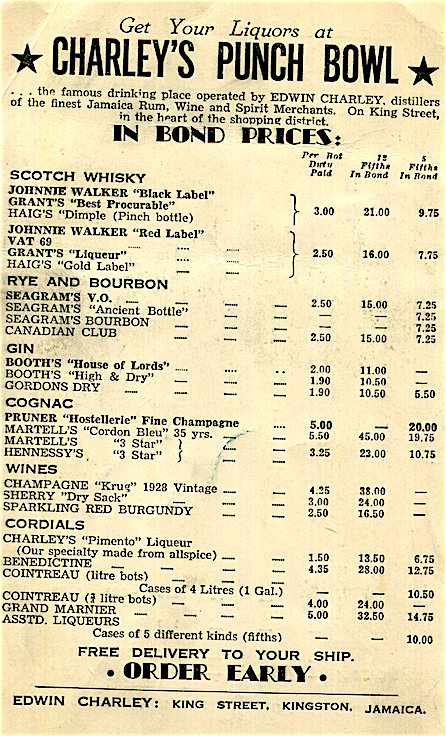 Get Your Liquors at
★ CHARLEY'S PUNCH BOWL ★
. . . the famous drinking place operated by EDWIN CHARLEY, distillers
of the finest Jamaica Rum, Wine and Spirit Merchants. On King Street,
in the heart of the shopping district.
IN BOND PRICES:
Per Bot 12 5
Duty Fifths Fifths
Paid In Bond In Bond
SCOTCH WHISKY
JOHNNIE WALKER "Black Label"
GRANT'S "Best Procurable"
HAIG'S "Dimple (Pinch bottle) } 3.00 21.00 9.75
JOHNNIE WALKER "Red Label"
VAT 69 .... ....
GRANT'S "Liqueur" .... .... } 2.50 16.00 7.75
HAIG'S "Gold Label" .... ....
RYE AND BOURBON
SEAGRAM'S V.O. — — — 2.50 15.00 7.25
SEAGRAM'S "Ancient Bottle" — — — — 7.25
SEAGRAM'S BOURBON — — — — 7.25
CANADIAN CLUB — — — 2.50 15.00 7.25
GIN
BOOTH'S "House of Lords" .... .. 2.00 11.00 —
BOOTH'S "High & Dry" — — — 1.90 10.50 —
GORDONS DRY — — — 1.90 10.50 5.50
COGNAC
PRUNER "Hostellerie" Fine Champagne .... 5.00 — 20.00
MARTELL'S "Cordon Bleu" 35 yrs. — — 5.50 45.00 19.75
MARTELL'S "3 Star" } — —
HENNESSY'S "3 Star" } — — 3.25 23.00 10.75
WINES
CHAMPAGNE "Krug" 1928 Vintage — — 4.25 38.00 —
SHERRY "Dry Sack" — — — 3.00 24.00 —
SPARKLING RED BURGUNDY — — 2.50 16.50 —
CORDIALS
CHARLEY'S "Pimento" Liqueur
(Our specialty made from allspice) — — 1.50 13.50 6.75
BENEDICTINE — — — — 4.35 28.00 12.75
COINTREAU (litre bots) — — — —
Cases of 4 Litres (1 Gal.) — — 10.50
COINTREAU (¾ litre bots) — — — 4.00 24.00 —
GRAND MARNIER — — — — 5.00 32.50 14.75
ASSTD. LIQUEURS — — — —
Cases of 5 different kinds (fifths) — — 10.00
FREE DELIVERY TO YOUR SHIP.
• ORDER EARLY •
EDWIN CHARLEY: KING STREET, KINGSTON, JAMAICA.